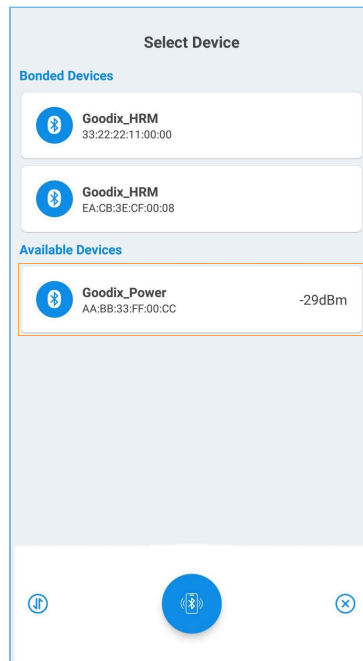 Select Device
Bonded Devices
Goodix_HRM
33:22:22:11:00:00
Goodix_HRM
EA:CB:3E:CF:00:08
Available Devices
Goodix_Power
-29dBm
AA:BB:33:FF:00:CC